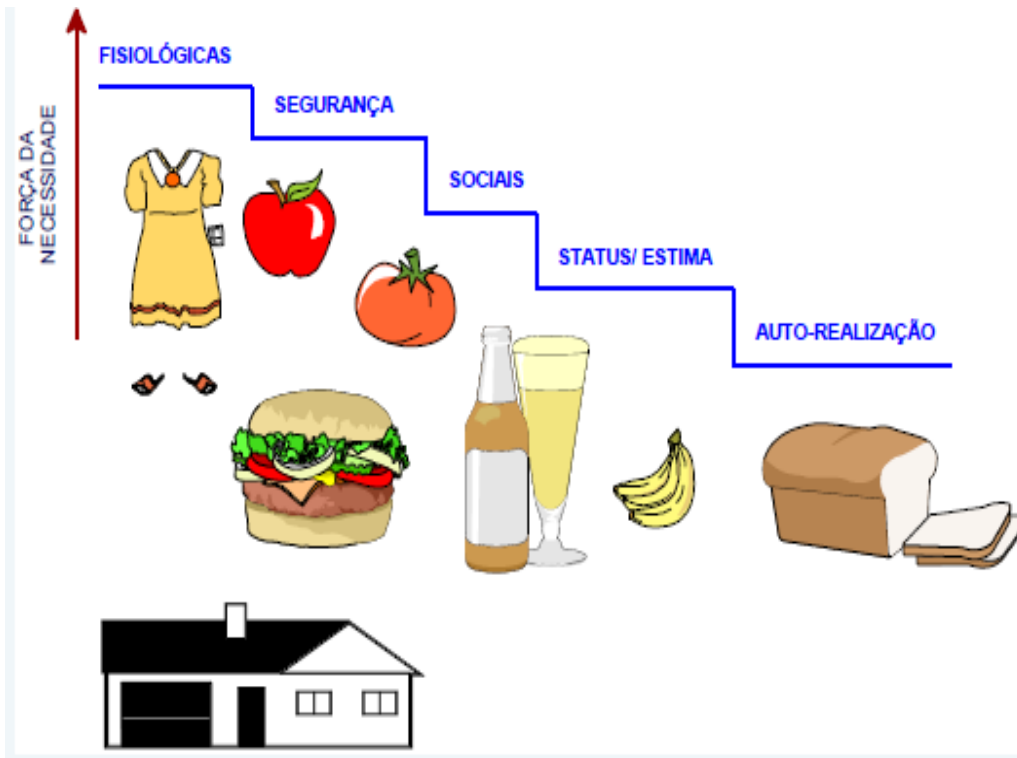 FISIOLÓGICAS
SEGURANÇA
SOCIAIS
STATUS/ ESTIMA
AUTO-REALIZAÇÃO
FORÇA DA
NECESSIDADE